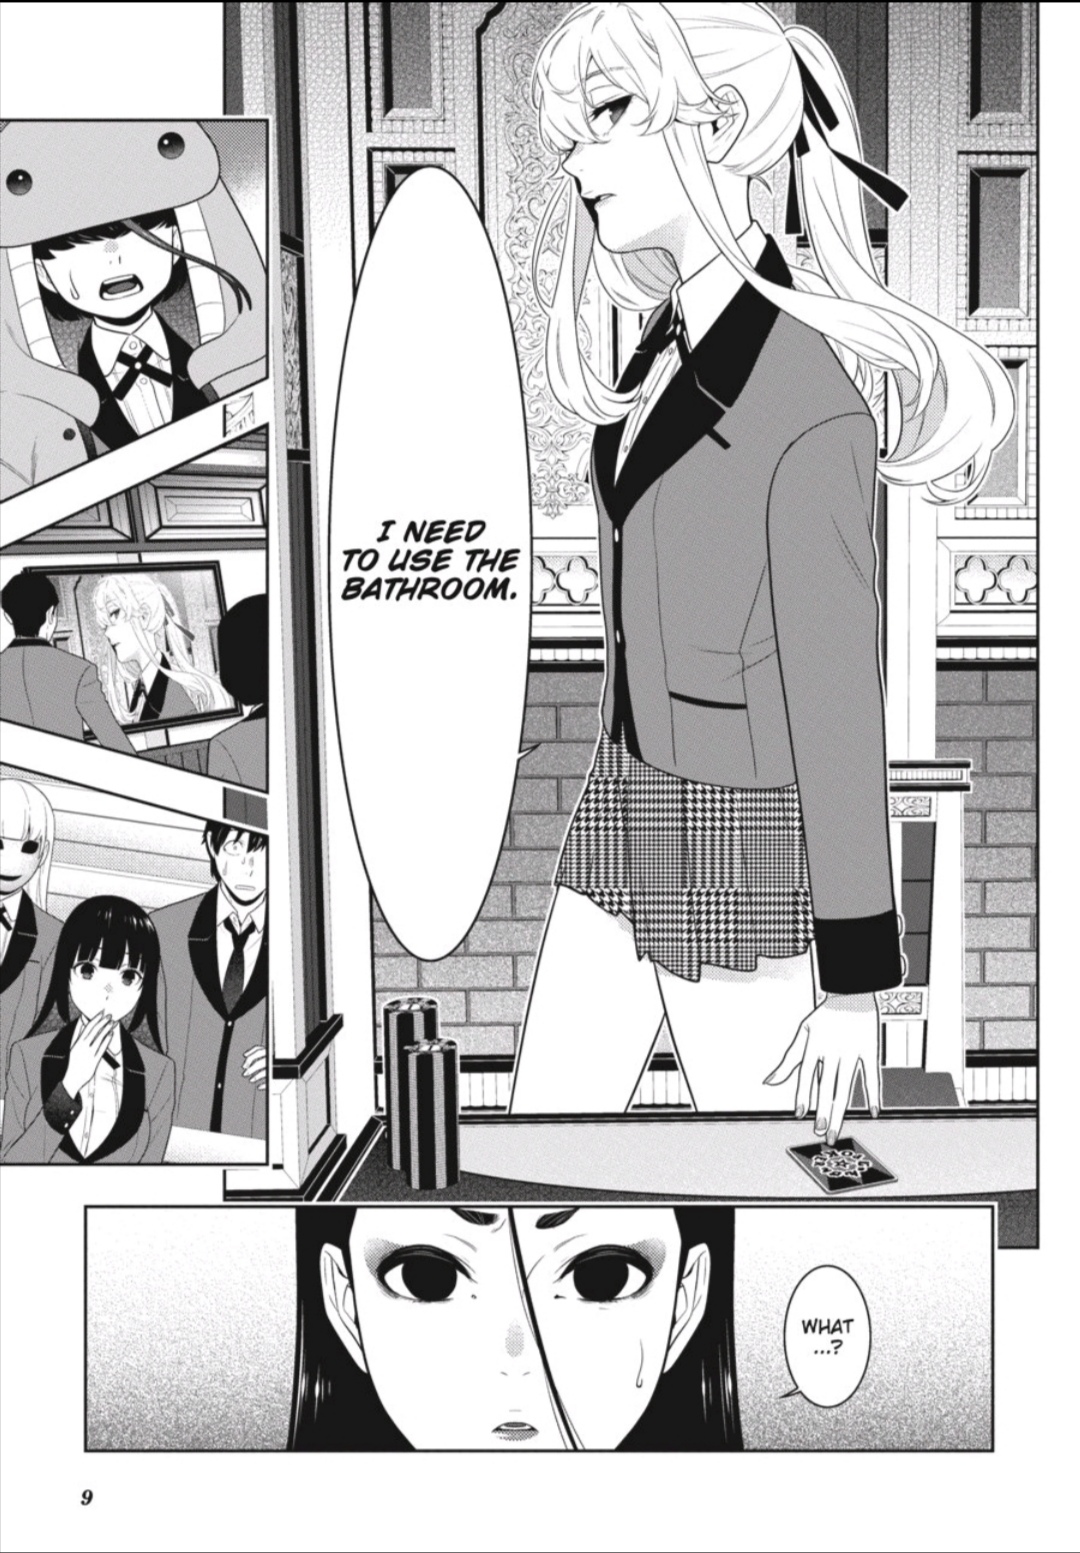 I NEED
TO USE THE
BATHROOM.
WHAT
...?
9